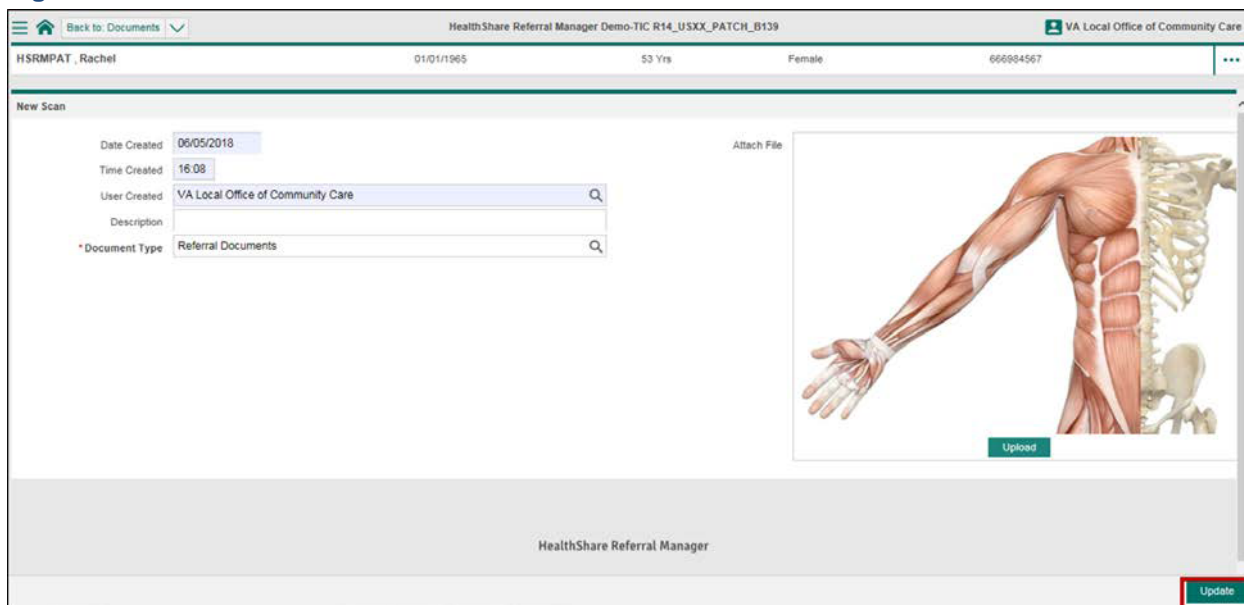 Back to: Documents HealthShare Referral Manager Demo-TIC R14_USXX_PATCH_B139 VA Local Office of Community Care
HSRMPAT , Rachel 01/01/1965 53 Yrs Female 666984567
New Scan
Date Created 06/05/2018 Attach File
Time Created 16:08
User Created VA Local Office of Community Care
Description
*Document Type Referral Documents
Upload
HealthShare Referral Manager
Update